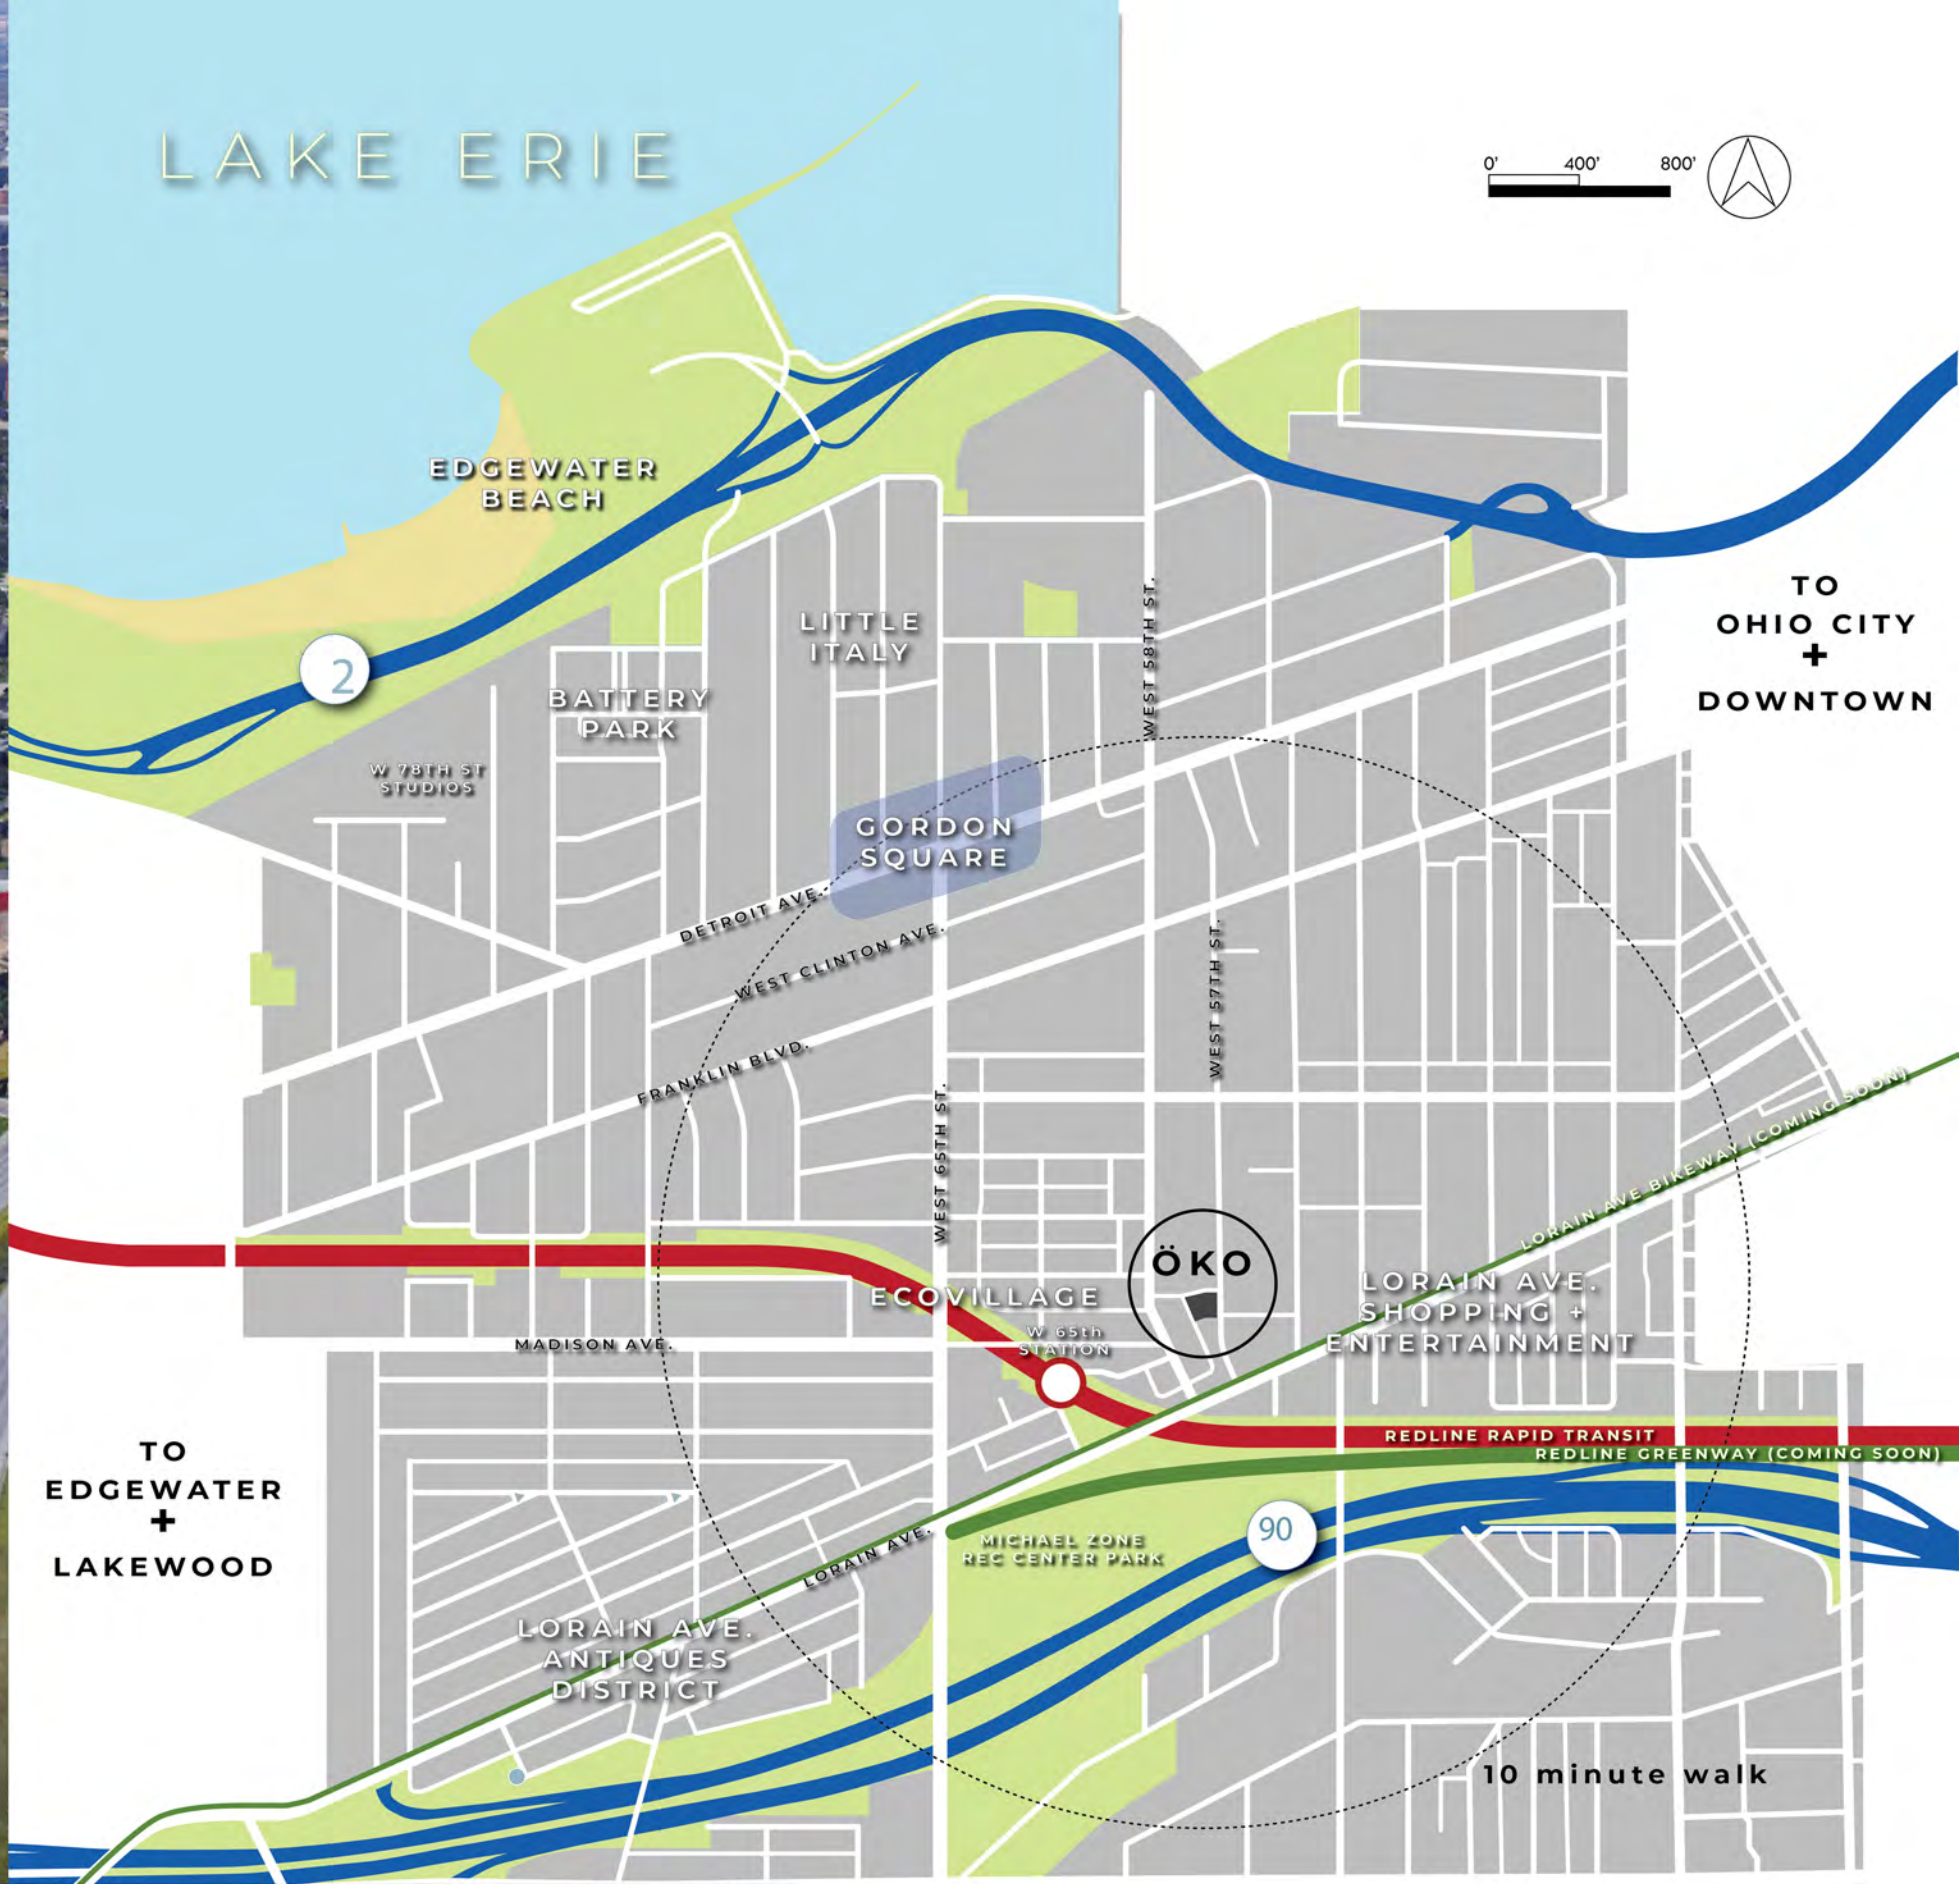 LAKE ERIE
0' 400' 800'
EDGEWATER
BEACH
TO
OHIO CITY
+
DOWNTOWN
2
LITTLE
ITALY
WEST 58TH ST.
BATTERY
PARK
W 78TH ST
STUDIOS
GORDON
SQUARE
DETROIT AVE.
WEST CLINTON AVE.
WEST 57TH ST.
FRANKLIN BLVD.
WEST 65TH ST.
LORAIN AVE BIKEWAY (COMING SOON)
ÖKO
ECOVILLAGE
LORAIN AVE.
SHOPPING +
ENTERTAINMENT
W 65th
STATION
MADISON AVE.
REDLINE RAPID TRANSIT
REDLINE GREENWAY (COMING SOON)
TO
EDGEWATER
+
LAKEWOOD
90
MICHAEL ZONE
REC CENTER PARK
LORAIN AVE.
LORAIN AVE.
ANTIQUES
DISTRICT
10 minute walk